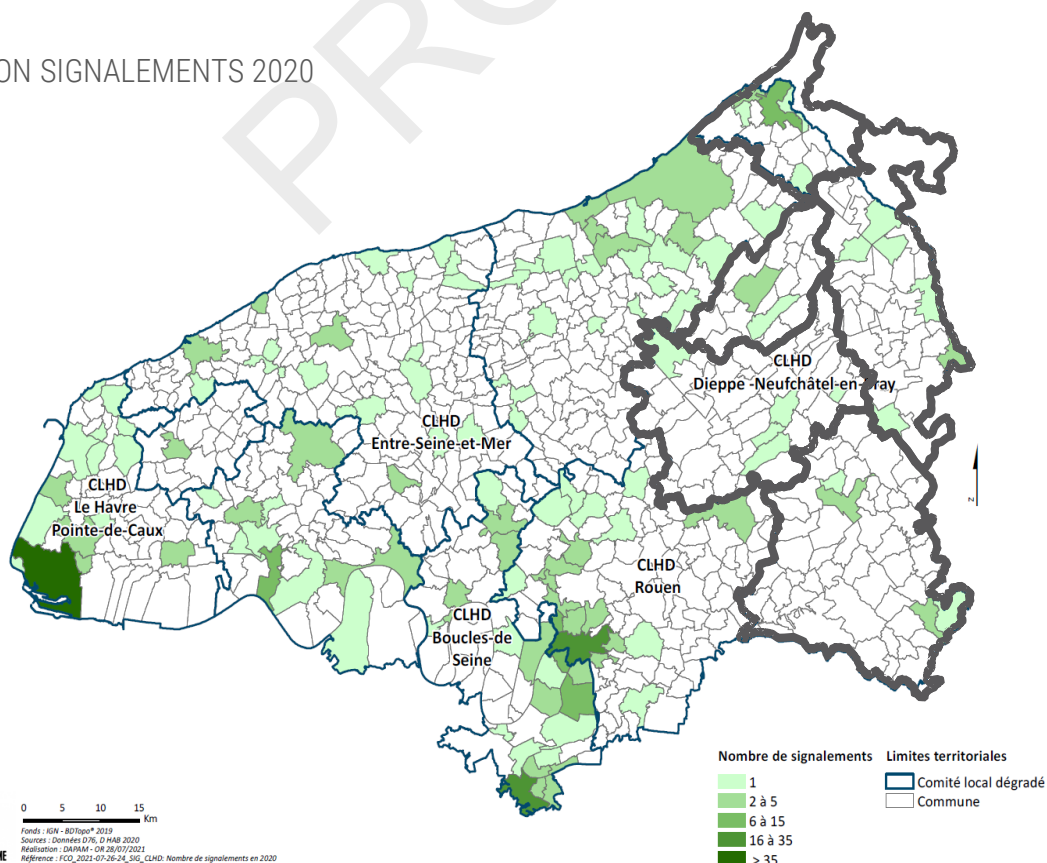 ON SIGNALEMENTS 2020
PRO
CLHD
Dieppe -Neufchâtel-en-Bray
CLHD
Entre-Seine-et-Mer
CLHD
Le Havre
Pointe-de-Caux
CLHD
Rouen
CLHD
Boucles-de
Seine
N
Nombre de signalements
1
2 à 5
6 à 15
16 à 35
> 35
Limites territoriales
Comité local dégradé
Commune
0 5 10 15
Km
Fonds : IGN - BDTopo® 2019
Sources : Données D76, D HAB 2020
Réalisation : DAPAM - OR 28/07/2021
Référence : FCO_2021-07-26-24_SIG_CLHD: Nombre de signalements en 2020
ME